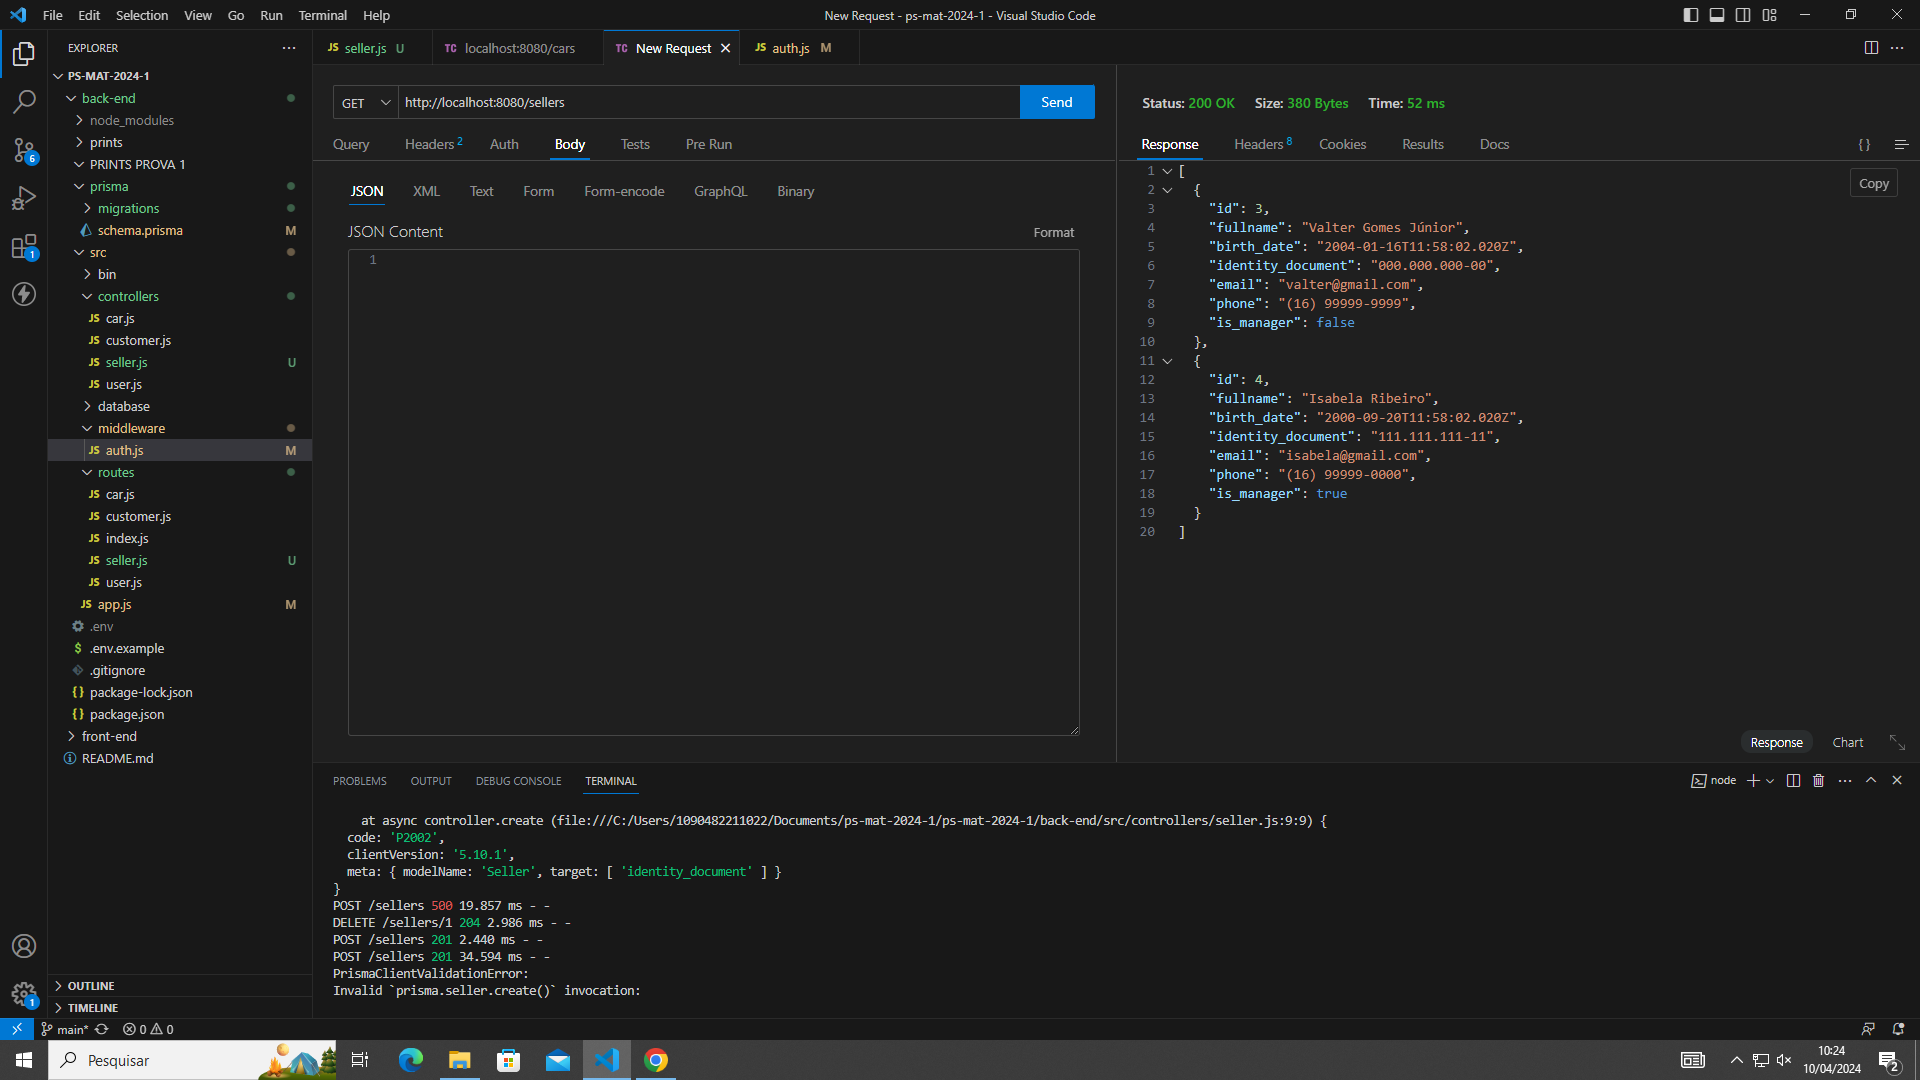 File Edit Selection View Go Run Terminal Help
New Request - ps-mat-2024-1 - Visual Studio Code
EXPLORER
PS-MAT-2024-1
back-end
node_modules
prints
PRINTS PROVA 1
prisma
migrations
schema.prisma M
src
bin
controllers
JS car.js
JS customer.js
JS seller.js U
JS user.js
database
middleware
JS auth.js M
routes
JS car.js
JS customer.js
JS index.js
JS seller.js U
JS user.js
JS app.js M
.env
$ .env.example
.gitignore
{} package-lock.json
{} package.json
front-end
README.md
OUTLINE
TIMELINE
6
1
1
JS seller.js U
TC localhost:8080/cars
TC New Request
JS auth.js M
GET http://localhost:8080/sellers Send
Query Headers 2 Auth Body Tests Pre Run
JSON XML Text Form Form-encode GraphQL Binary
JSON Content Format
1
Status: 200 OK Size: 380 Bytes Time: 52 ms
Response Headers 8 Cookies Results Docs { }
Copy
1 [
2 {
3 "id": 3,
4 "fullname": "Valter Gomes Júnior",
5 "birth_date": "2004-01-16T11:58:02.020Z",
6 "identity_document": "000.000.000-00",
7 "email": "valter@gmail.com",
8 "phone": "(16) 99999-9999",
9 "is_manager": false
10 },
11 {
12 "id": 4,
13 "fullname": "Isabela Ribeiro",
14 "birth_date": "2000-09-20T11:58:02.020Z",
15 "identity_document": "111.111.111-11",
16 "email": "isabela@gmail.com",
17 "phone": "(16) 99999-0000",
18 "is_manager": true
19 }
20 ]
Response Chart
PROBLEMS OUTPUT DEBUG CONSOLE TERMINAL
node
at async controller.create (file:///C:/Users/1090482211022/Documents/ps-mat-2024-1/ps-mat-2024-1/back-end/src/controllers/seller.js:9:9) {
code: 'P2002',
clientVersion: '5.10.1',
meta: { modelName: 'Seller', target: [ 'identity_document' ] }
}
POST /sellers 500 19.857 ms - -
DELETE /sellers/1 204 2.986 ms - -
POST /sellers 201 2.440 ms - -
POST /sellers 201 34.594 ms - -
PrismaClientValidationError:
Invalid `prisma.seller.create()` invocation:
main* 0 0
Pesquisar
10:24
10/04/2024
2